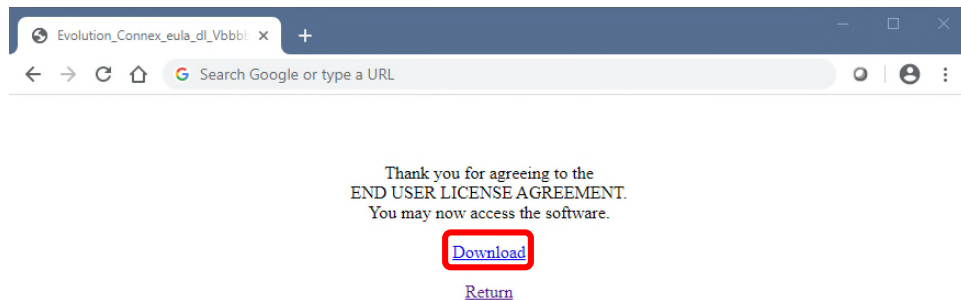 Evolution_Connex_eula_dl_Vbbb
Search Google or type a URL
Thank you for agreeing to the
END USER LICENSE AGREEMENT.
You may now access the software.
Download
Return